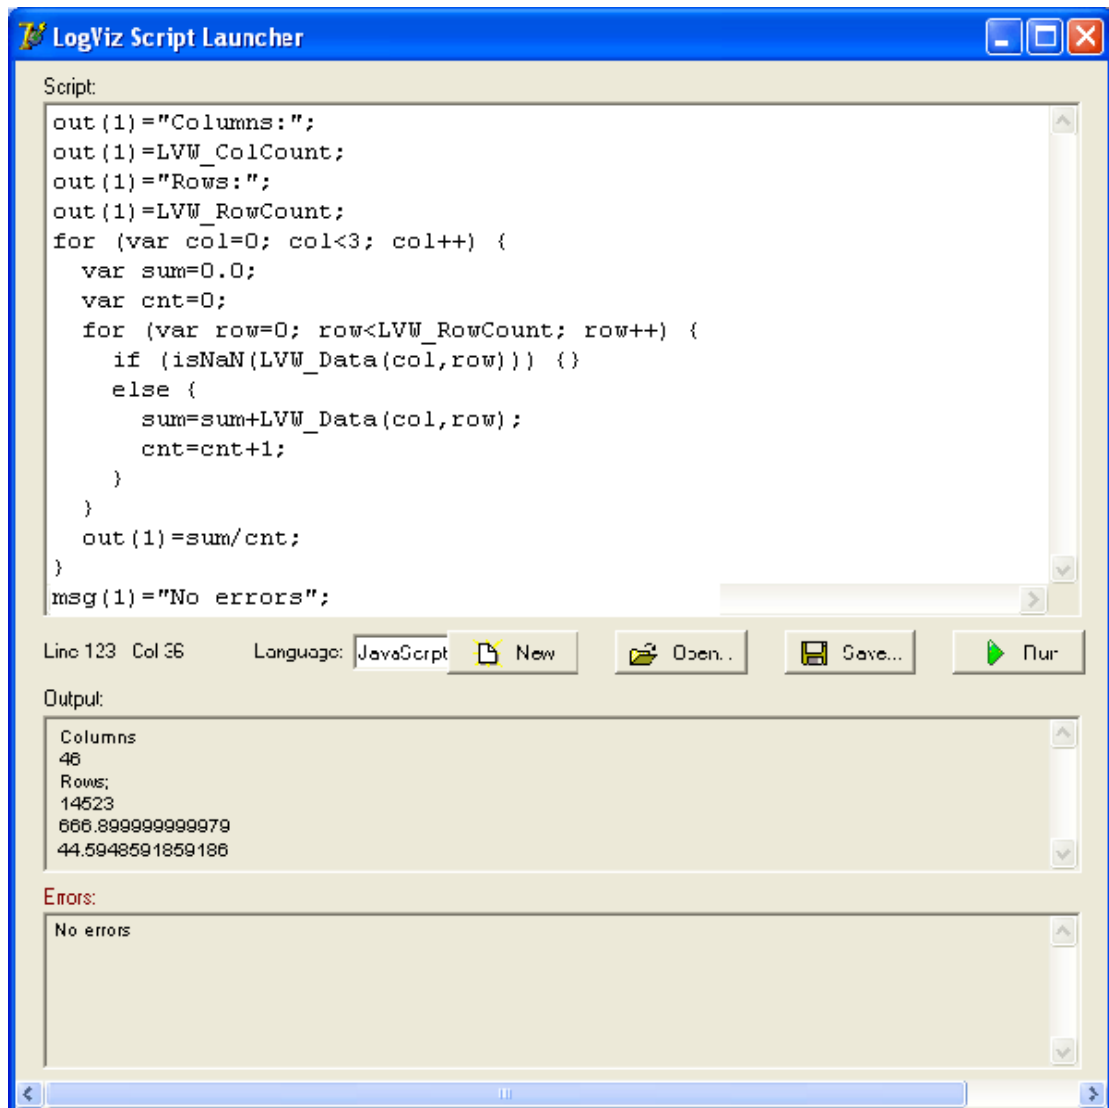 LogViz Script Launcher
Script:
out(1)="Columns:";
out(1)=LVW_ColCount;
out(1)="Rows:";
out(1)=LVW_RowCount;
for (var col=0; col<3; col++) {
  var sum=0.0;
  var cnt=0;
  for (var row=0; row<LVW_RowCount; row++) {
    if (isNaN(LVW_Data(col,row))) {}
    else {
      sum=sum+LVW_Data(col,row);
      cnt=cnt+1;
    }
  }
  out(1)=sum/cnt;
}
msg(1)="No errors";
Line 123 Col 36 Language: JavaScript New Open... Save... Run
Output:
Columns
46
Rows;
14523
666.899999999979
44.5948591859186
Errors:
No errors